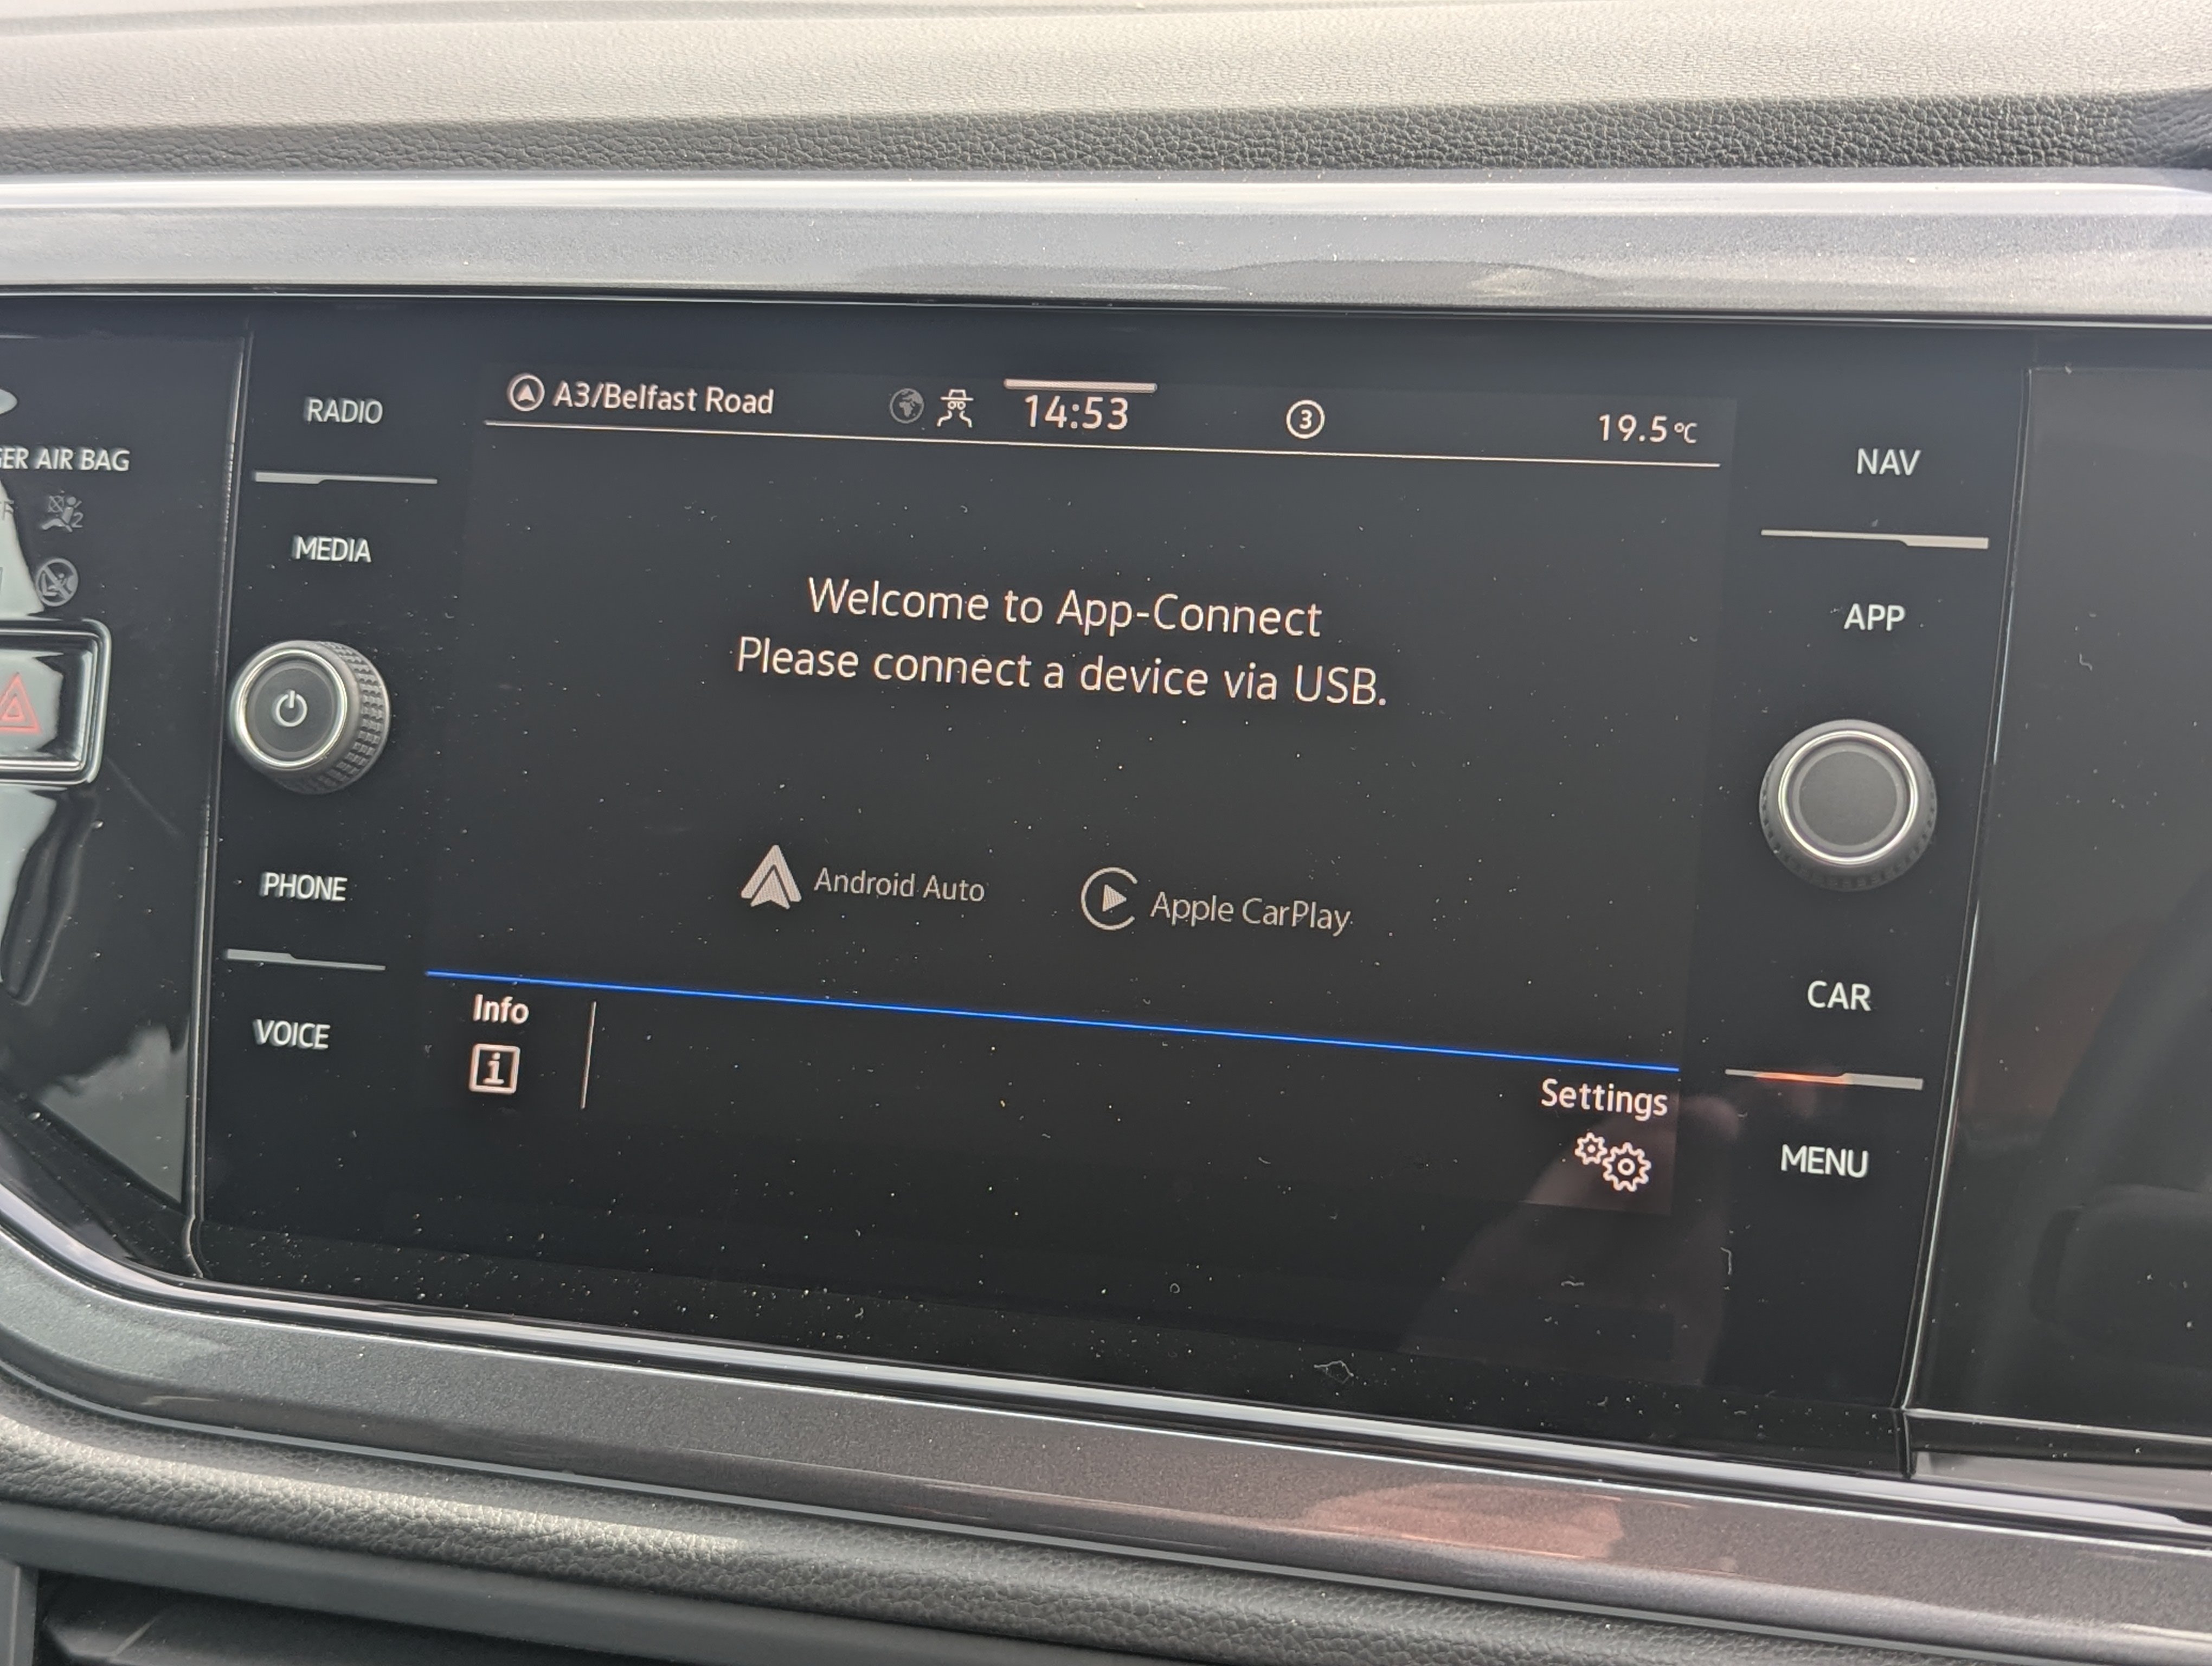 A3/Belfast Road
14:53
3
19.5°C
AIR BAG
RADIO
MEDIA
PHONE
VOICE
Welcome to App-Connect
Please connect a device via USB.
Android Auto
Apple CarPlay
Info
i
Settings
NAV
APP
CAR
MENU